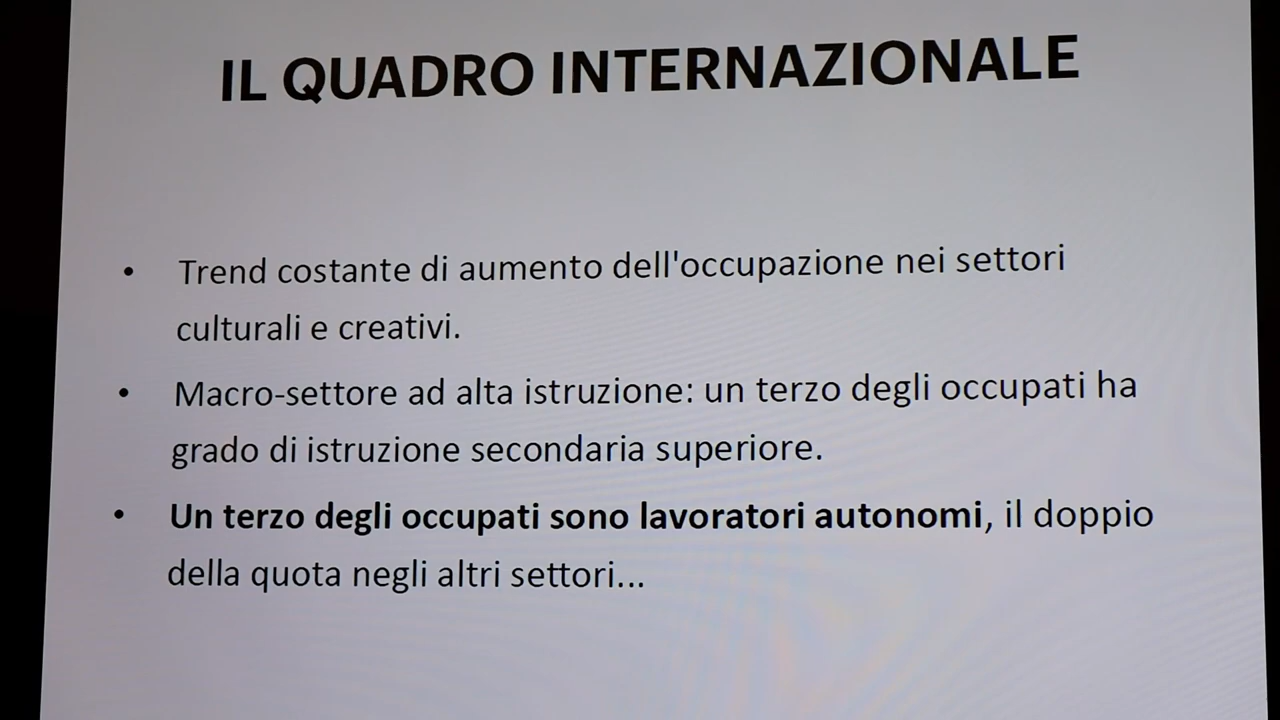 IL QUADRO INTERNAZIONALE
• Trend costante di aumento dell'occupazione nei settori
culturali e creativi.
• Macro-settore ad alta istruzione: un terzo degli occupati ha
grado di istruzione secondaria superiore.
• Un terzo degli occupati sono lavoratori autonomi, il doppio
della quota negli altri settori...